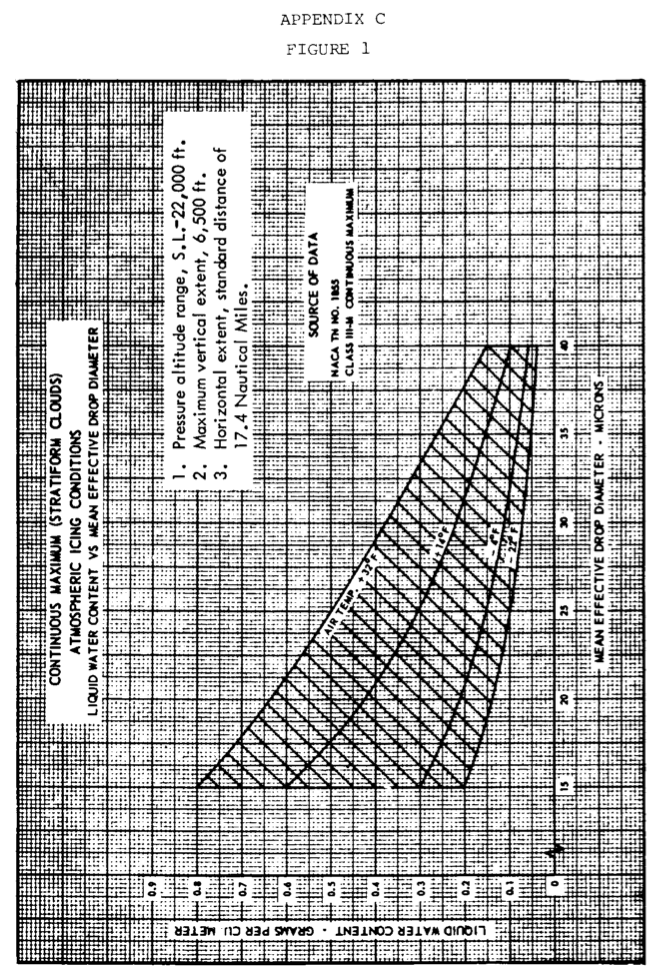 APPENDIX C
FIGURE 1
CONTINUOUS MAXIMUM (STRATIFORM CLOUDS)
ATMOSPHERIC ICING CONDITIONS
LIQUID WATER CONTENT VS MEAN EFFECTIVE DROP DIAMETER
1. Pressure altitude range, S.L.-22,000 ft.
2. Maximum vertical extent, 6,500 ft.
3. Horizontal extent, standard distance of
17.4 Nautical Miles.
SOURCE OF DATA
NACA TN NO. 1855
CLASS III-M CONTINUOUS MAXIMUM
LIQUID WATER CONTENT - GRAMS PER CU. METER
0.9
0.8
0.7
0.6
0.5
0.4
0.3
0.2
0.1
0
AIR TEMP. +32°F
+14°F
-4°F
-22°F
15
20
25
30
35
40
MEAN EFFECTIVE DROP DIAMETER - MICRONS